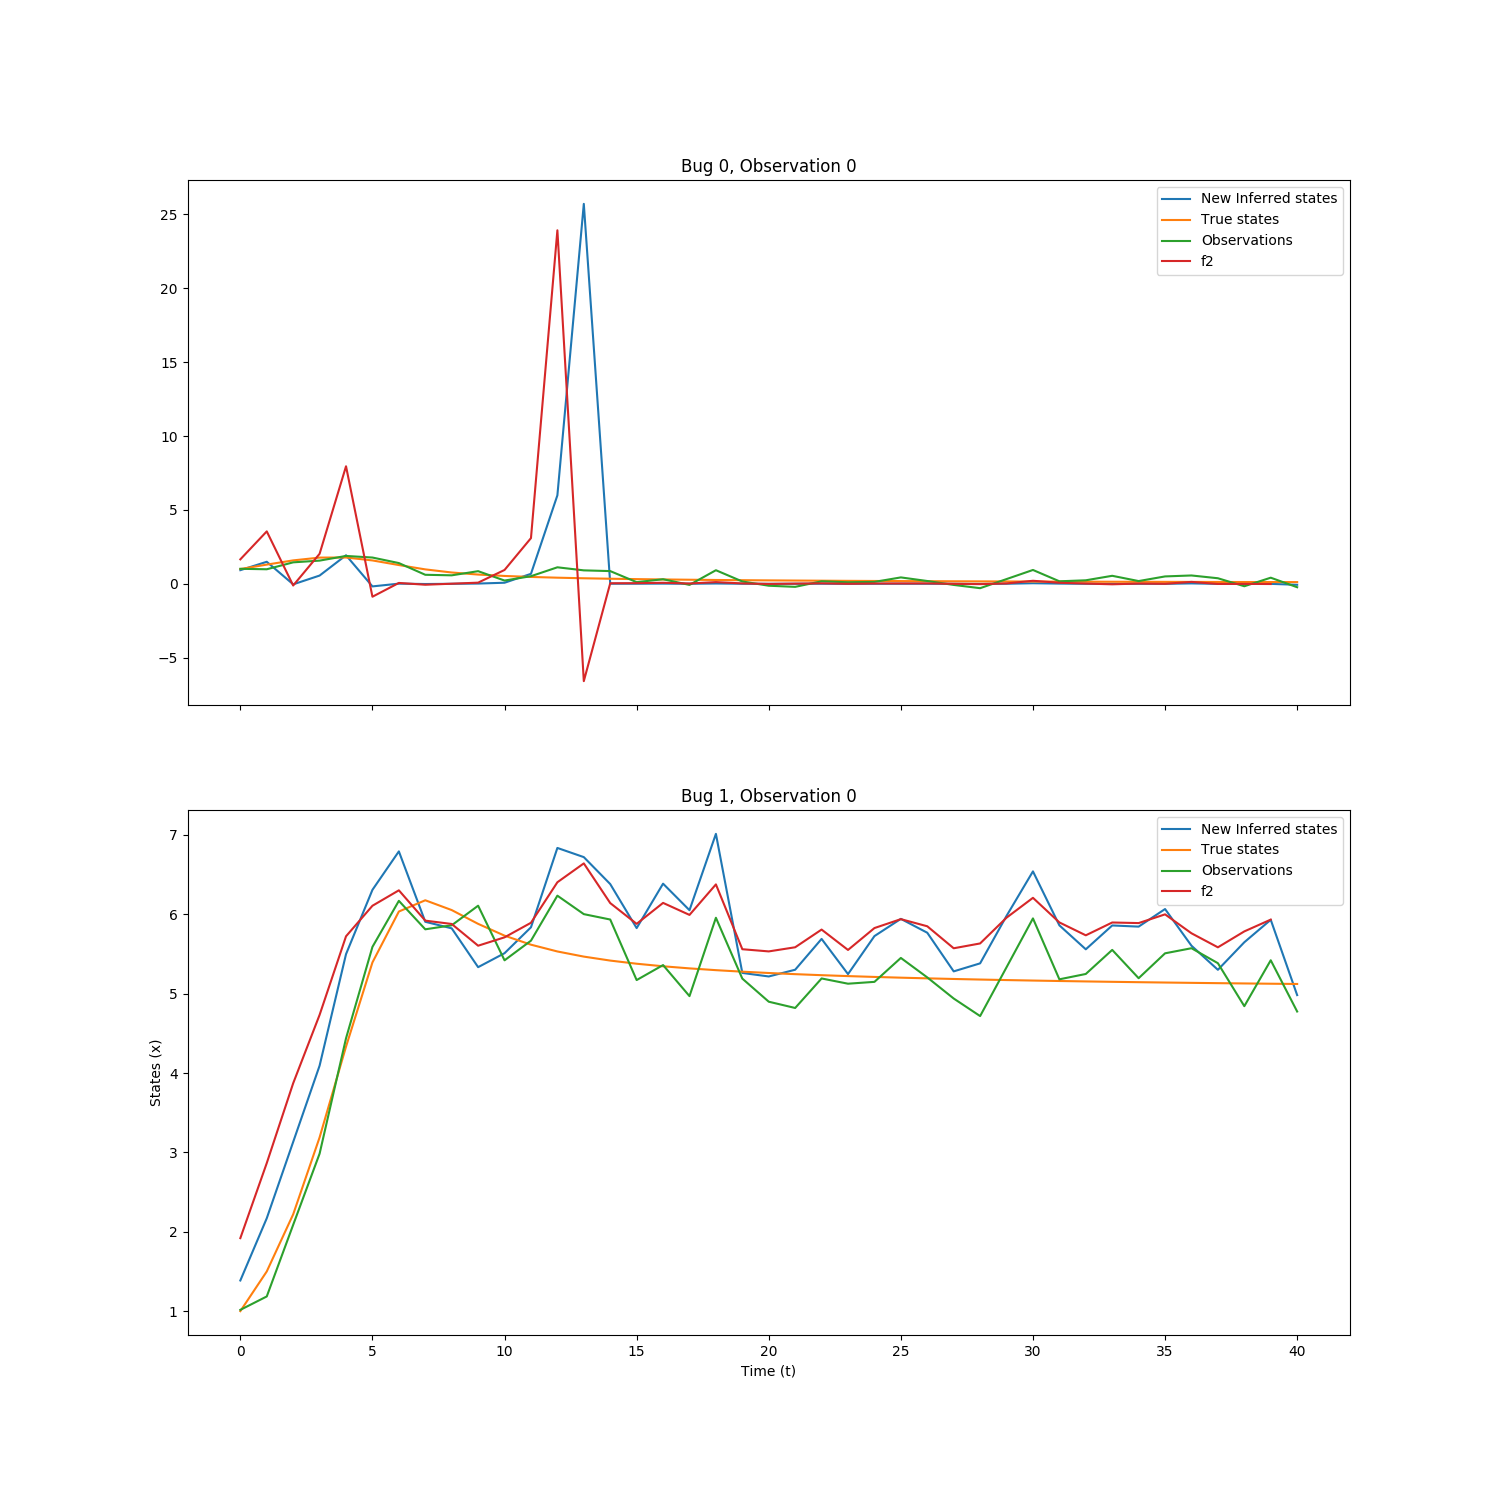 Bug 0, Observation 0
New Inferred states
True states
Observations
f2
25
20
15
10
5
0
−5
Bug 1, Observation 0
New Inferred states
True states
Observations
f2
7
6
5
4
3
2
1
States (x)
0 5 10 15 20 25 30 35 40
Time (t)